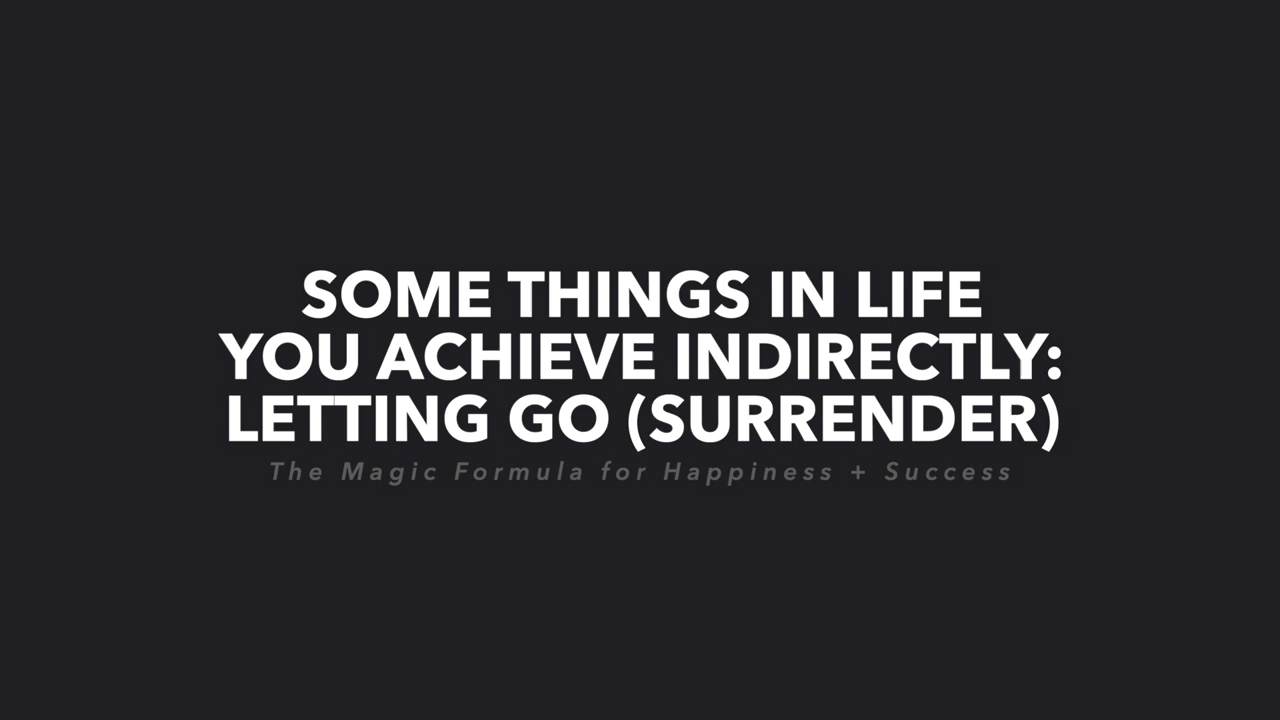 SOME THINGS IN LIFE
YOU ACHIEVE INDIRECTLY:
LETTING GO (SURRENDER)
The Magic Formula for Happiness + Success